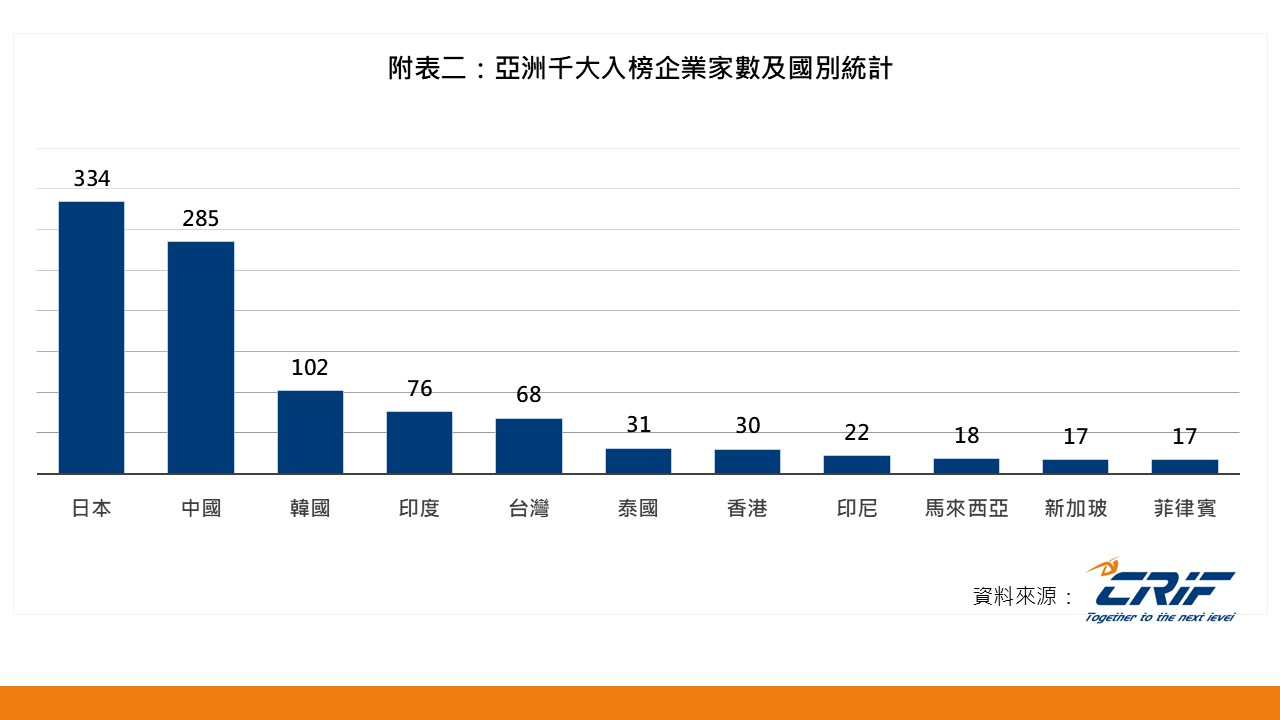 附表二：亞洲千大入榜企業家數及國別統計
334
285
102
76
68
31
30
22
18
17
17
日本
中國
韓國
印度
台灣
泰國
香港
印尼
馬來西亞
新加玻
菲律賓
資料來源：
CRIF
Together to the next level